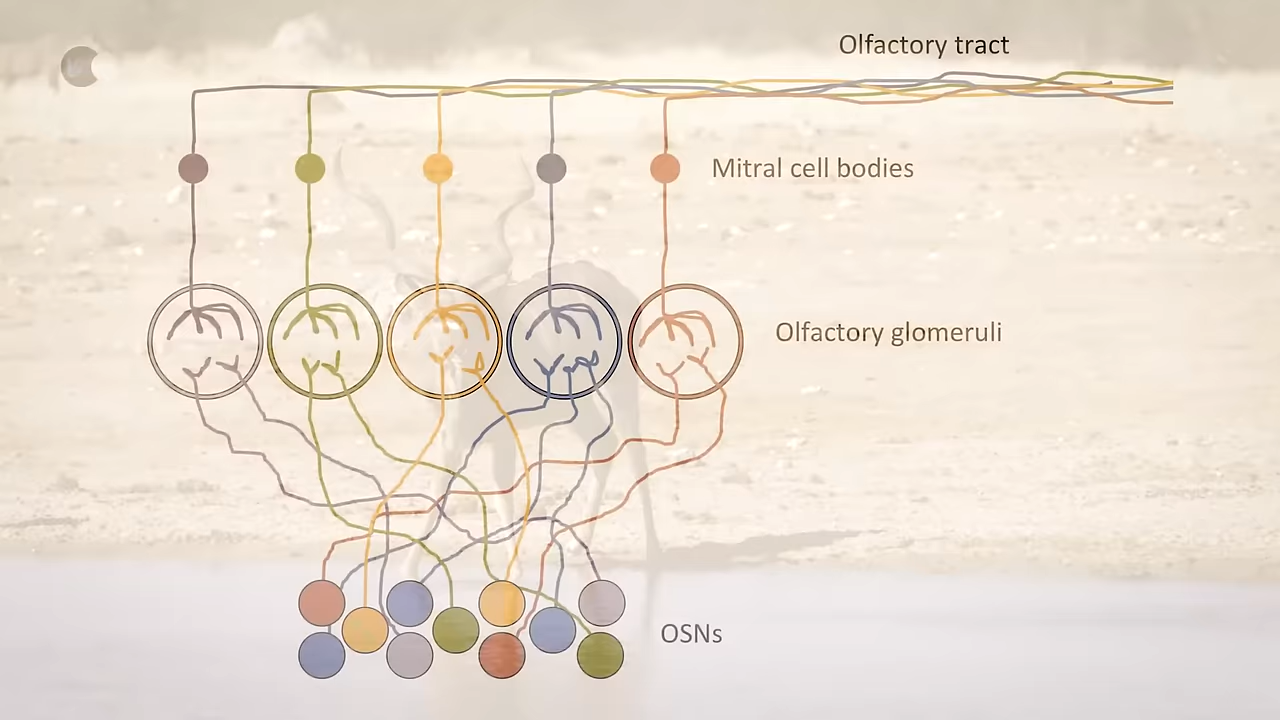 Olfactory tract
Mitral cell bodies
Olfactory glomeruli
OSNs